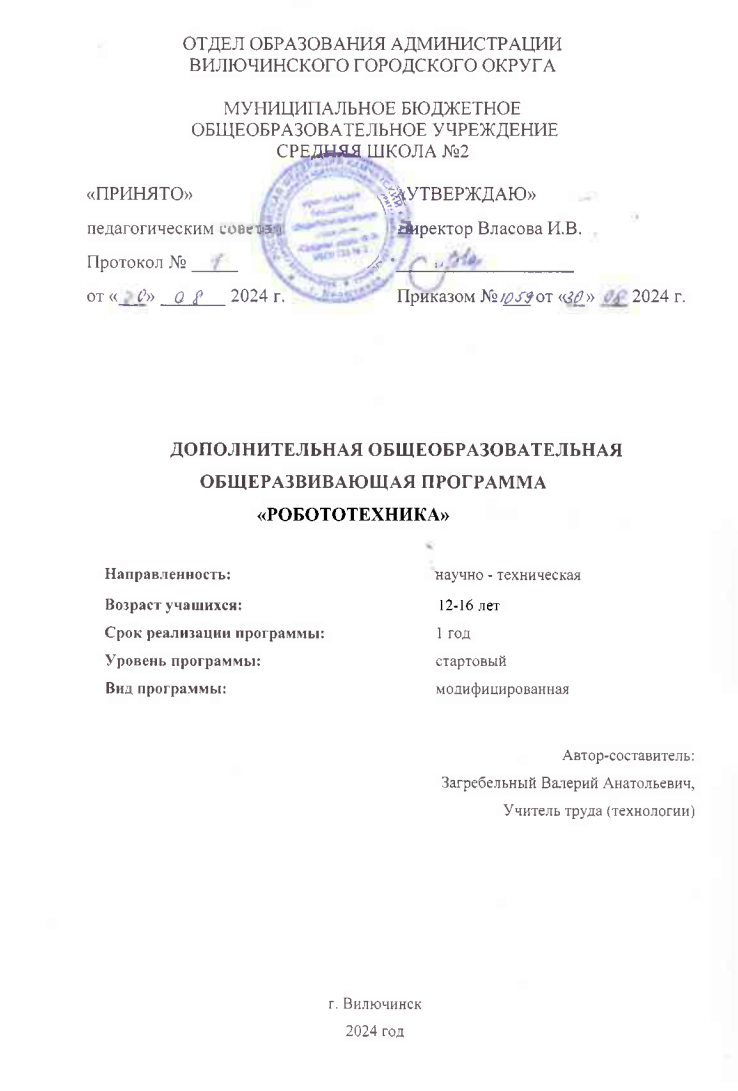 ОТДЕЛ ОБРАЗОВАНИЯ АДМИНИСТРАЦИИ
ВИЛЮЧИНСКОГО ГОРОДСКОГО ОКРУГА
МУНИЦИПАЛЬНОЕ БЮДЖЕТНОЕ
ОБЩЕОБРАЗОВАТЕЛЬНОЕ УЧРЕЖДЕНИЕ
СРЕДНЯЯ ШКОЛА №2
«ПРИНЯТО» «УТВЕРЖДАЮ»
педагогическим советом Директор Власова И.В.
Протокол № 1
от «30» 08 2024 г. Приказом №1059 от «30» 08 2024 г.
ДОПОЛНИТЕЛЬНАЯ ОБЩЕОБРАЗОВАТЕЛЬНАЯ
ОБЩЕРАЗВИВАЮЩАЯ ПРОГРАММА
«РОБОТОТЕХНИКА»
Направленность: научно - техническая
Возраст учашихся: 12-16 лет
Срок реализации программы: 1 год
Уровень программы: стартовый
Вид программы: модифицированная
Автор-составитель:
Загребельный Валерий Анатольевич,
Учитель труда (технологии)
г. Вилючинск
2024 год